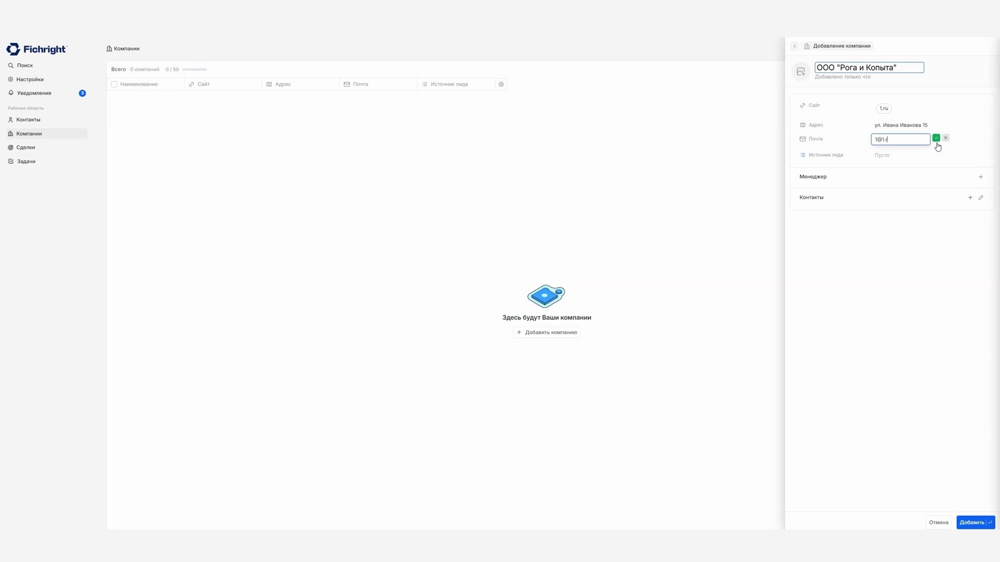 Fichright
Поиск
Настройки
Уведомления 3
Рабочая область
Контакты
Компании
Сделки
Задачи
Компании
Всего · 0 компаний 0 / 50
Наименование Сайт Адрес Почта Источник лида
Здесь будут Ваши компании
+ Добавить компанию
Добавление компании
ООО "Рога и Копыта"
Добавлено только что
Сайт 1.ru
Адрес ул. Ивана Иванова 15
Почта 1@1.r
Источник лида Пусто
Менеджер
Контакты
Отмена Добавить